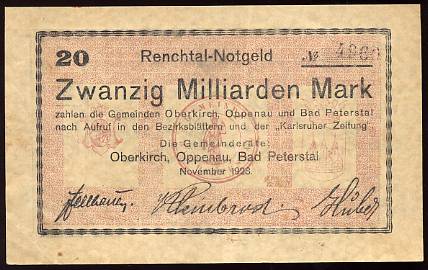 20 Renchtal-Notgeld №
Zwanzig Milliarden Mark
zahlen die Gemeinden Oberkirch, Oppenau und Bad Peterstal
nach Aufruf in den Bezirksblättern und der „Karlsruher Zeitung"
Die Gemeinderäte:
Oberkirch, Oppenau, Bad Peterstal
November 1923.
Huber